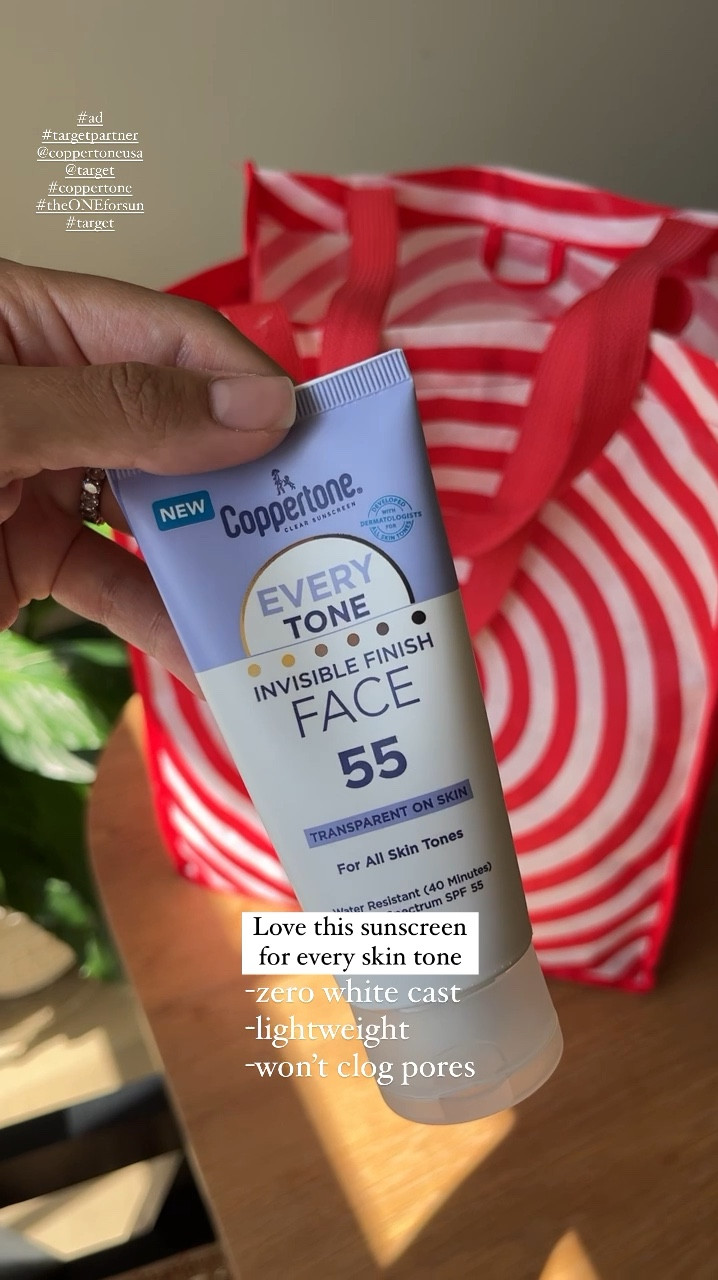 #ad
#targetpartner
@coppertoneusa
@target
#coppertone
#theONEforsun
#target
NEW
Coppertone®
CLEAR SUNSCREEN
DEVELOPED
WITH
DERMATOLOGISTS
FOR
ALL SKIN TONES
EVERY
TONE
INVISIBLE FINISH
FACE
55
TRANSPARENT ON SKIN
For All Skin Tones
Water Resistant (40 Minutes)
Spectrum SPF 55
Love this sunscreen
for every skin tone
-zero white cast
-lightweight
-won't clog pores